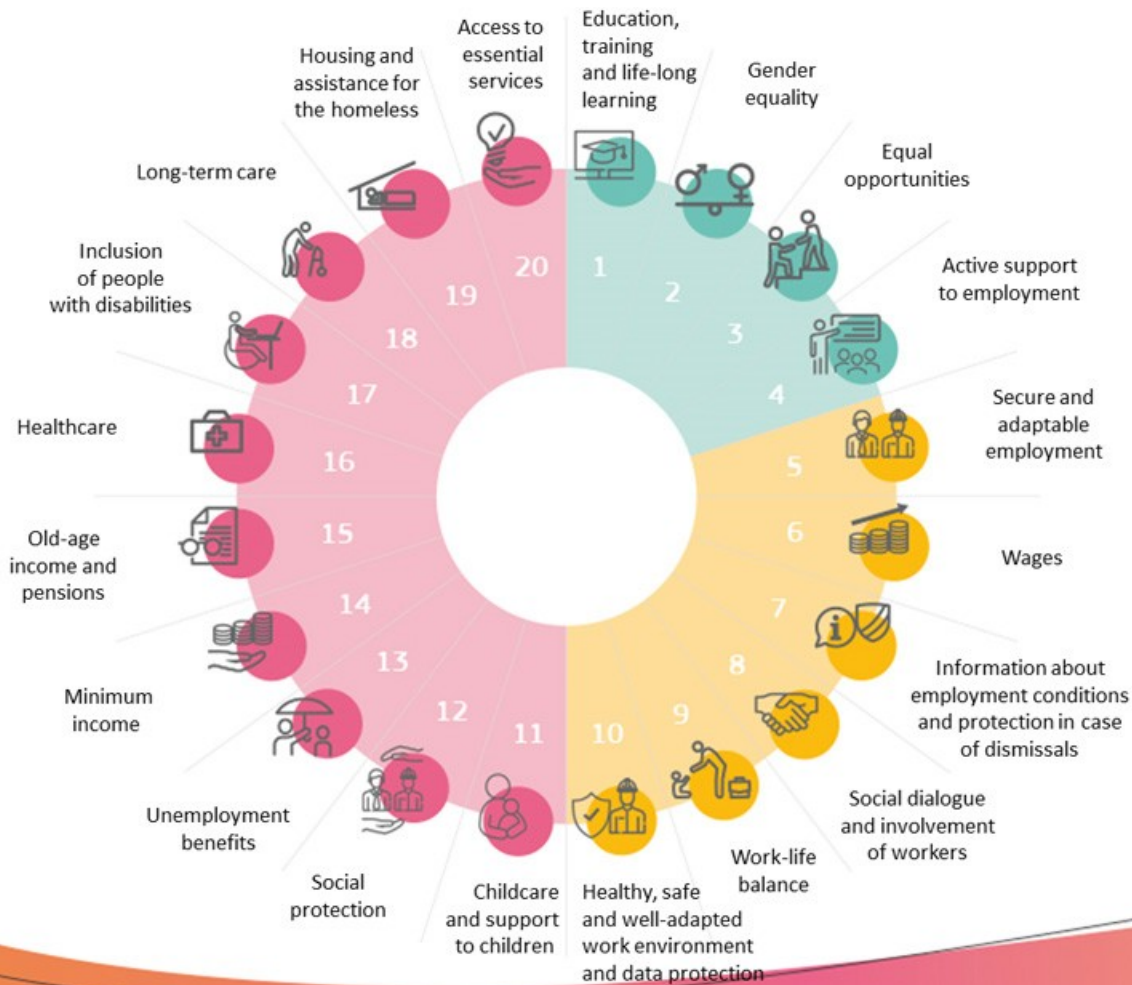 Education,
training
and life-long
learning
Gender
equality
Equal
opportunities
Active support
to employment
Secure and
adaptable
employment
Wages
Information about
employment conditions
and protection in case
of dismissals
Social dialogue
and involvement
of workers
Work-life
balance
Healthy, safe
and well-adapted
work environment
and data protection
Childcare
and support
to children
Social
protection
Unemployment
benefits
Minimum
income
Old-age
income and
pensions
Healthcare
Inclusion
of people
with disabilities
Long-term care
Housing and
assistance for
the homeless
Access to
essential
services
1
2
3
4
5
6
7
8
9
10
11
12
13
14
15
16
17
18
19
20
i